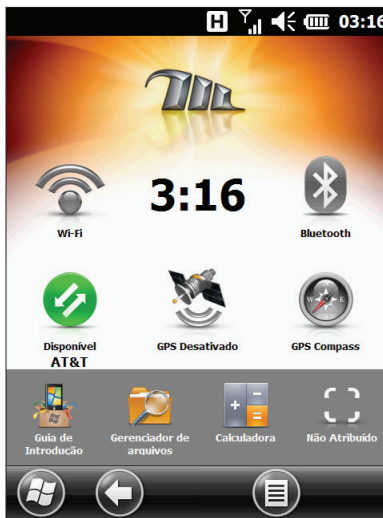 H 03:16
3:16
Wi-Fi
Bluetooth
Disponível
AT&T
GPS Desativado
GPS Compass
Guia de
Introdução
Gerenciador de
arquivos
Calculadora
Não Atribuído